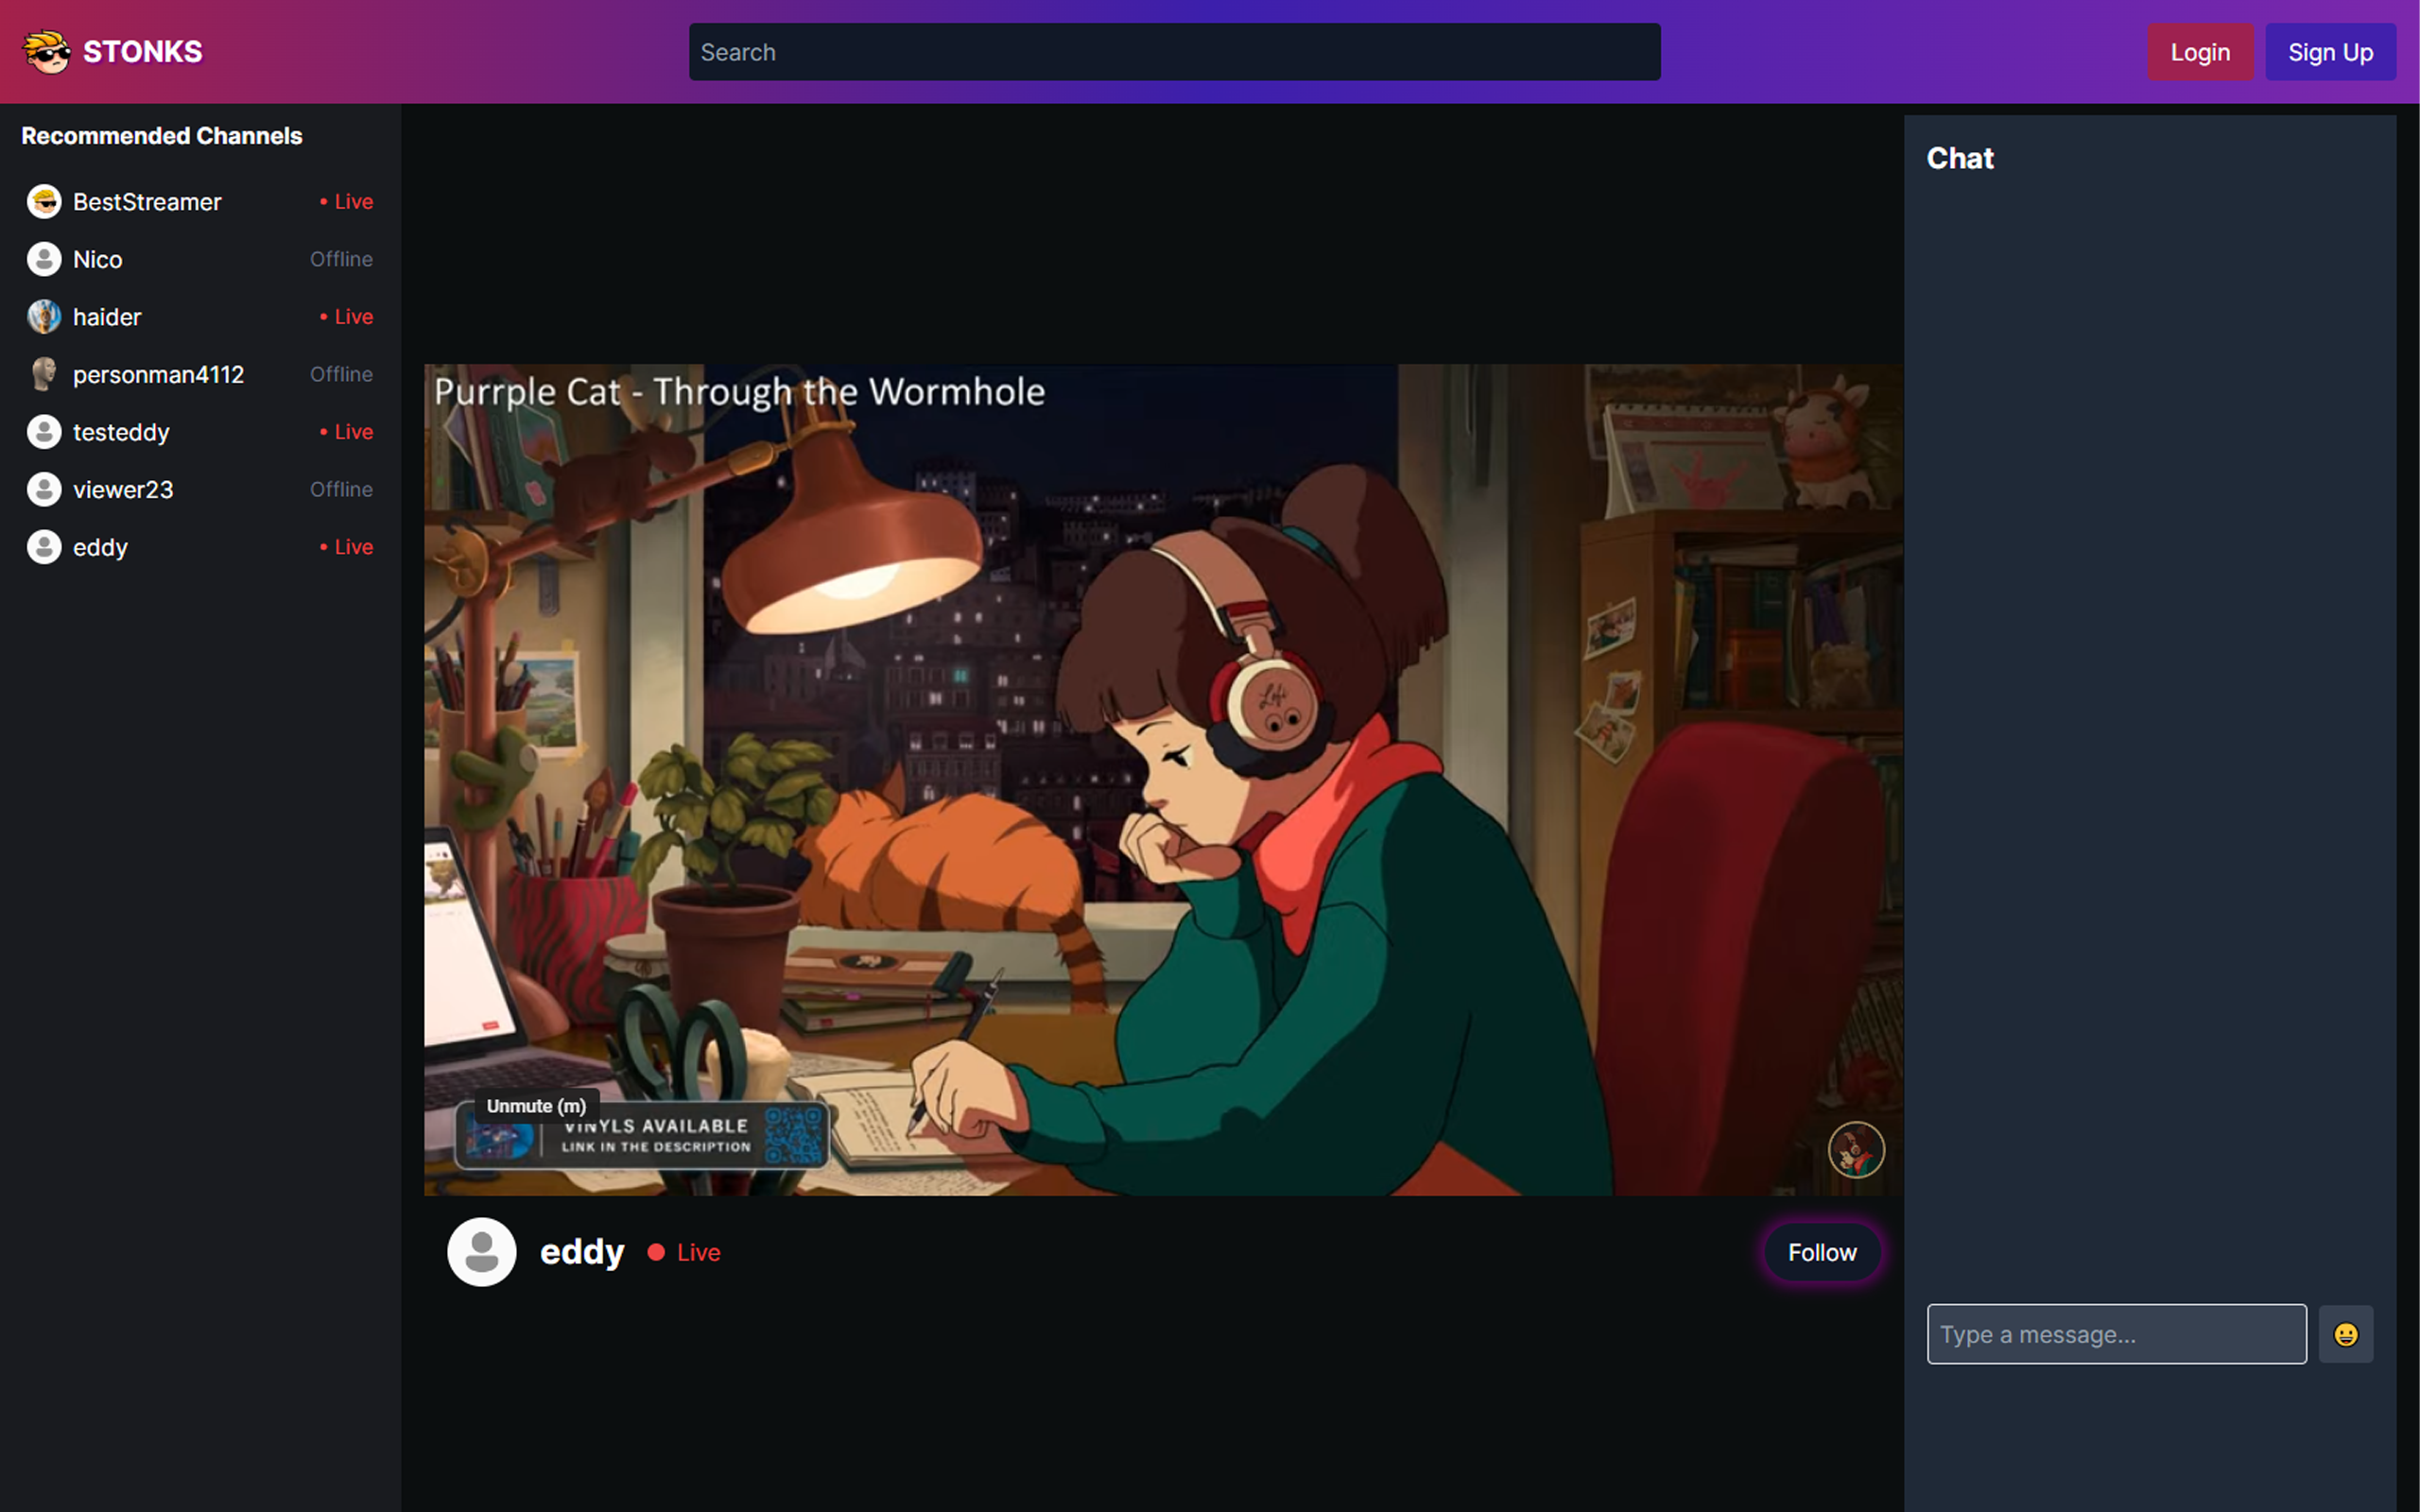 STONKS
Search
Login
Sign Up
Recommended Channels
BestStreamer
• Live
Nico
Offline
haider
• Live
personman4112
Offline
testeddy
• Live
viewer23
Offline
eddy
• Live
Purrple Cat - Through the Wormhole
Lofi
Unmute (m)
VINYLS AVAILABLE
LINK IN THE DESCRIPTION
eddy
Live
Follow
Chat
Type a message...